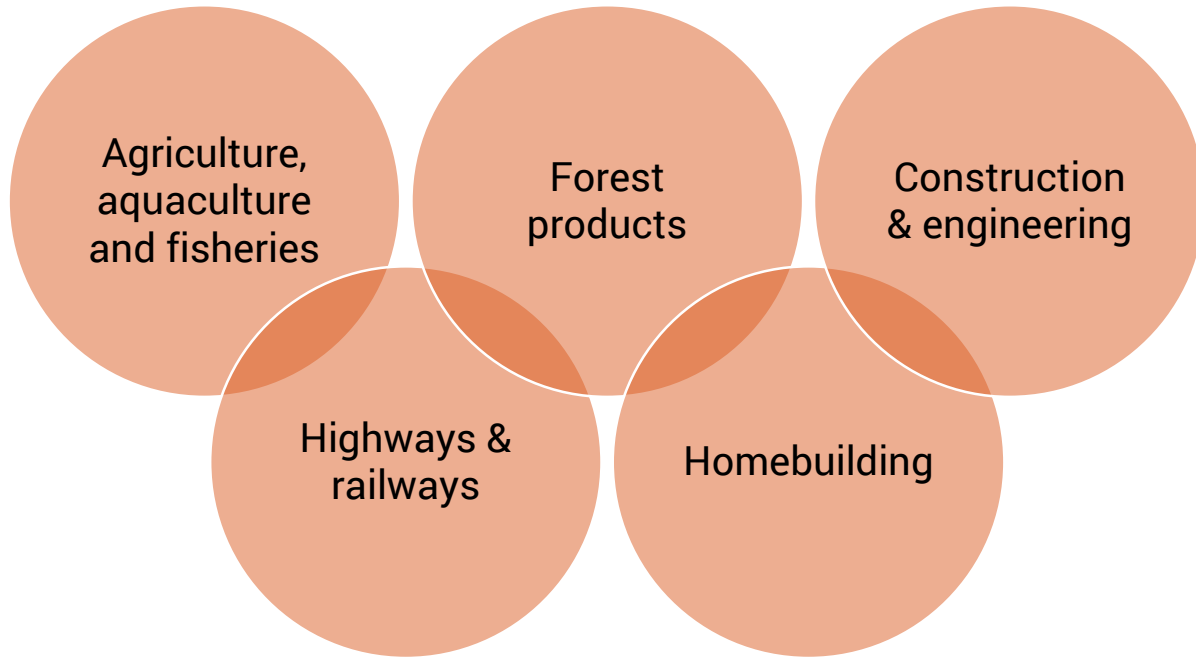 Agriculture,
aquaculture
and fisheries
Forest
products
Construction
& engineering
Highways &
railways
Homebuilding